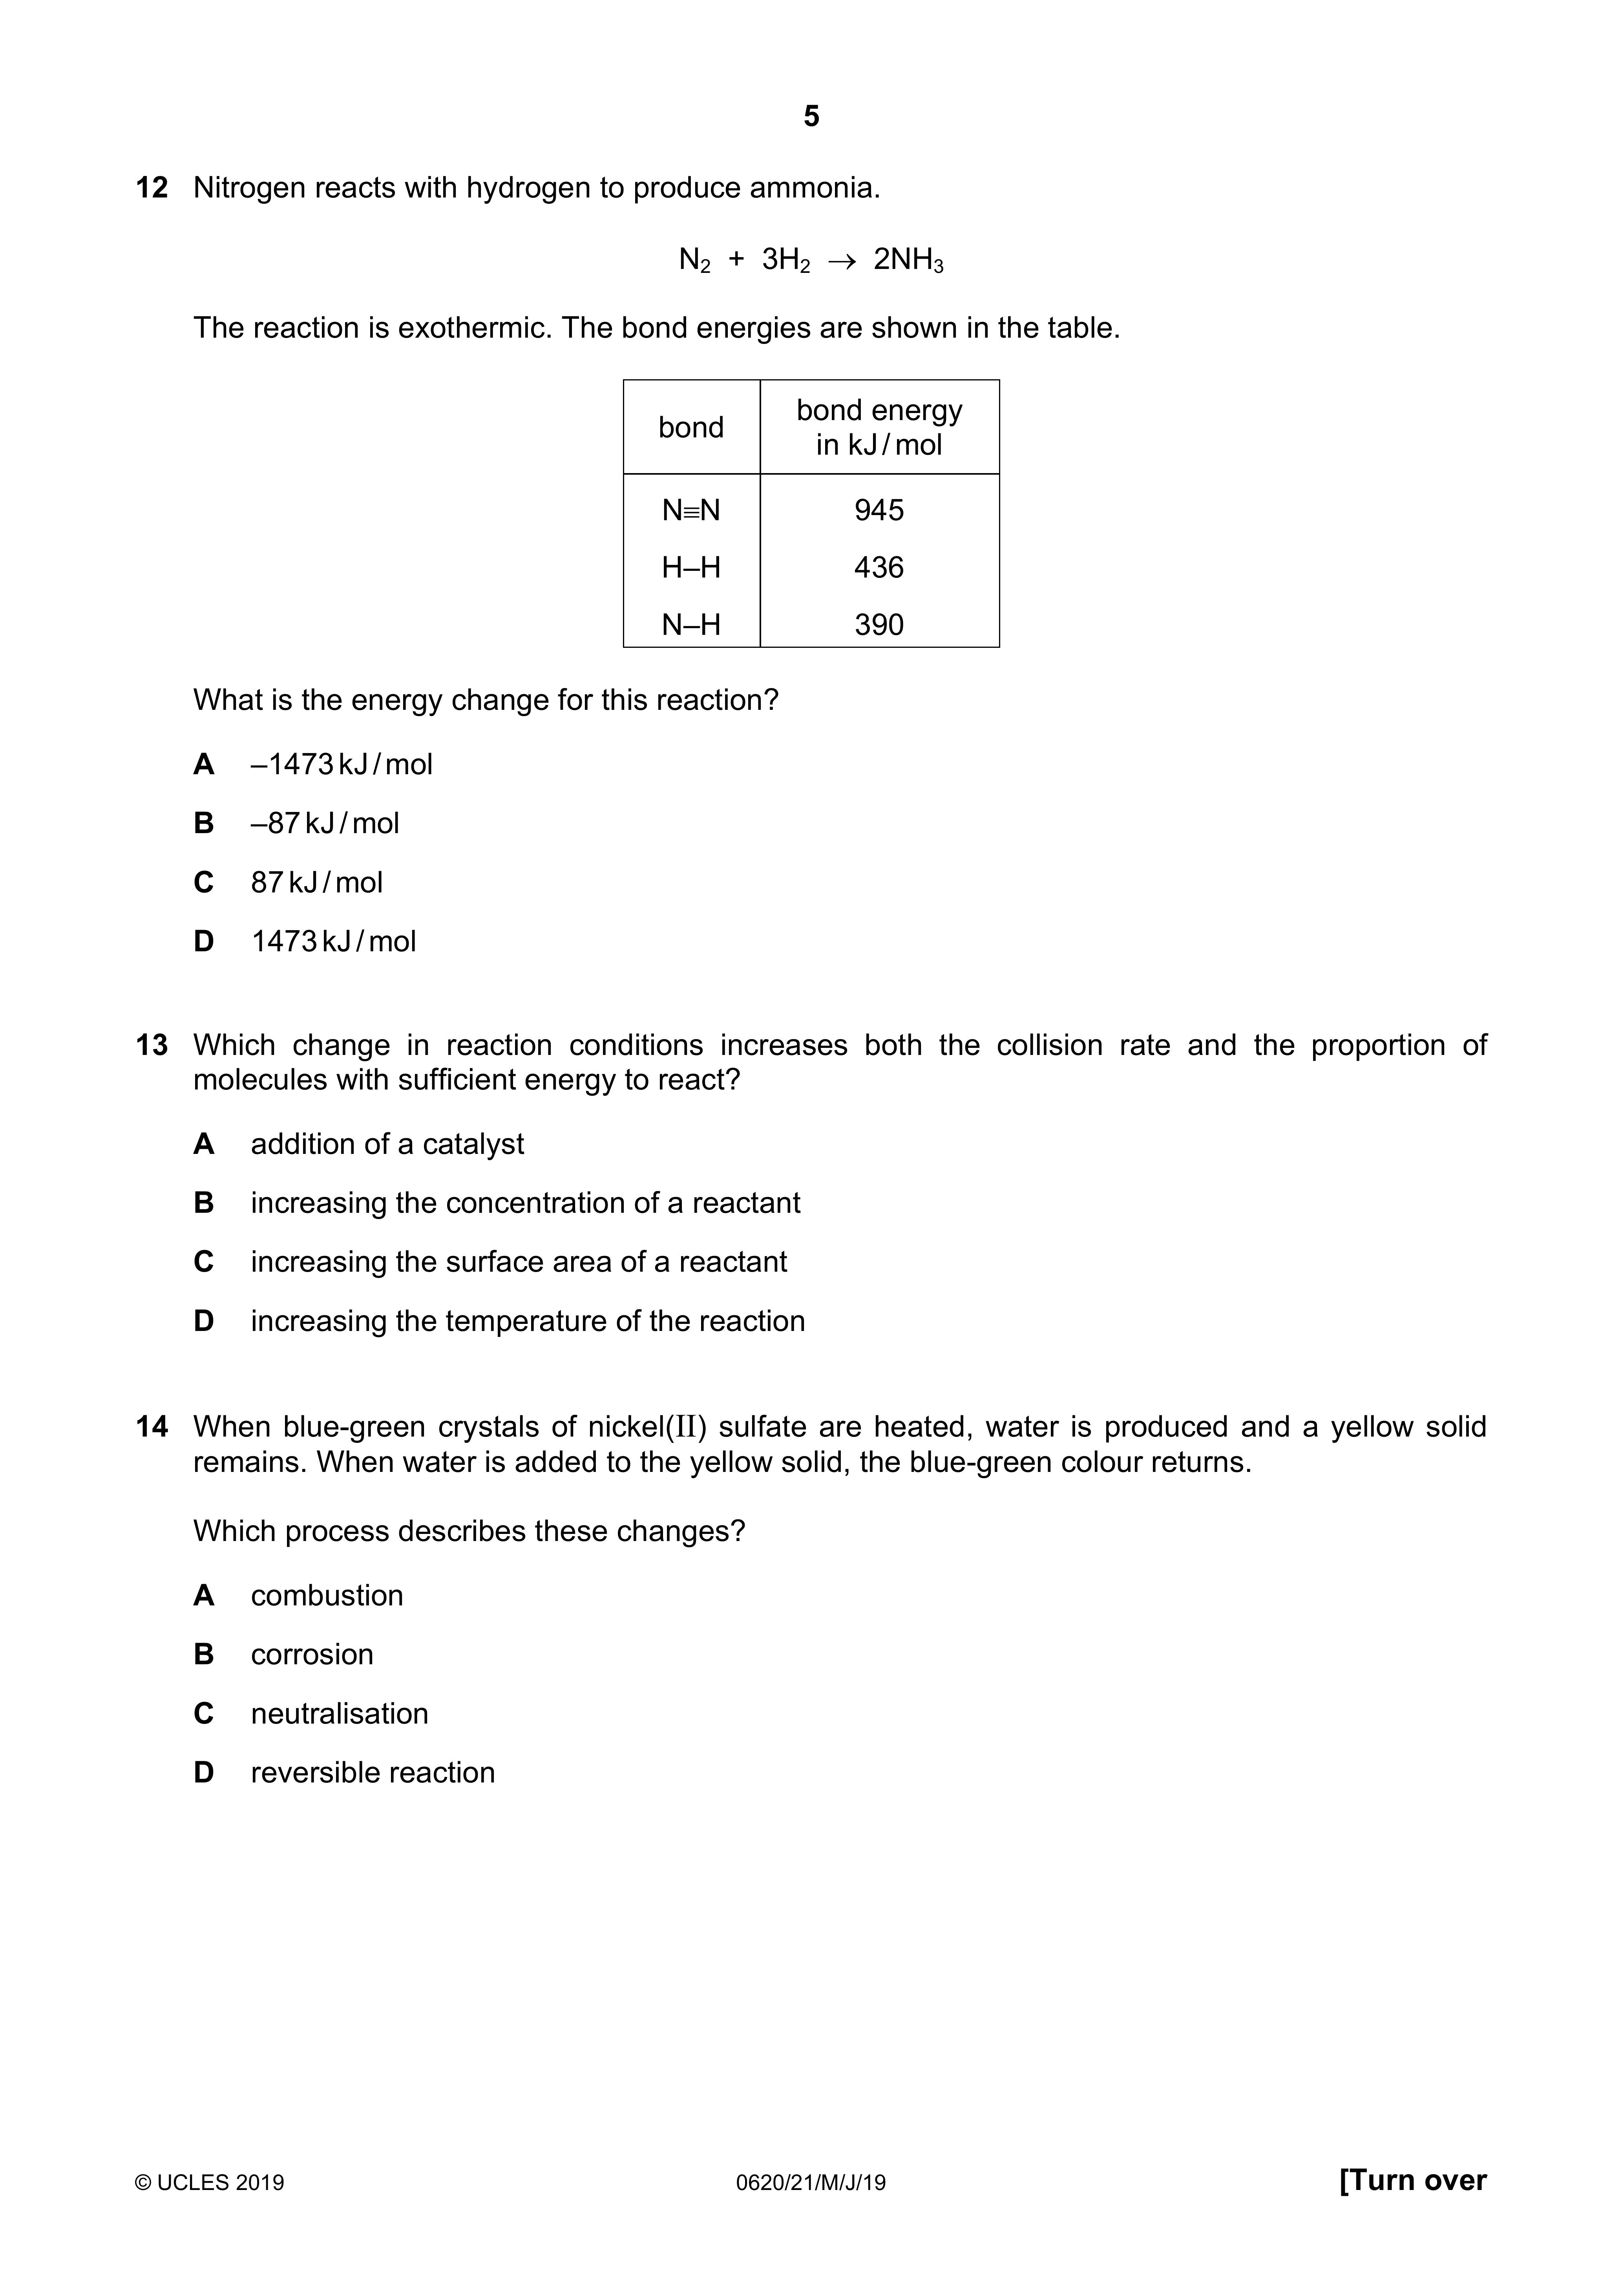 5
12 Nitrogen reacts with hydrogen to produce ammonia.
N₂ + 3H₂ → 2NH₃
The reaction is exothermic. The bond energies are shown in the table.
bond
bond energy
in kJ / mol
N≡N 945
H–H 436
N–H 390
What is the energy change for this reaction?
A –1473 kJ / mol
B –87 kJ / mol
C 87 kJ / mol
D 1473 kJ / mol
13 Which change in reaction conditions increases both the collision rate and the proportion of
molecules with sufficient energy to react?
A addition of a catalyst
B increasing the concentration of a reactant
C increasing the surface area of a reactant
D increasing the temperature of the reaction
14 When blue-green crystals of nickel(II) sulfate are heated, water is produced and a yellow solid
remains. When water is added to the yellow solid, the blue-green colour returns.
Which process describes these changes?
A combustion
B corrosion
C neutralisation
D reversible reaction
© UCLES 2019 0620/21/M/J/19 [Turn over